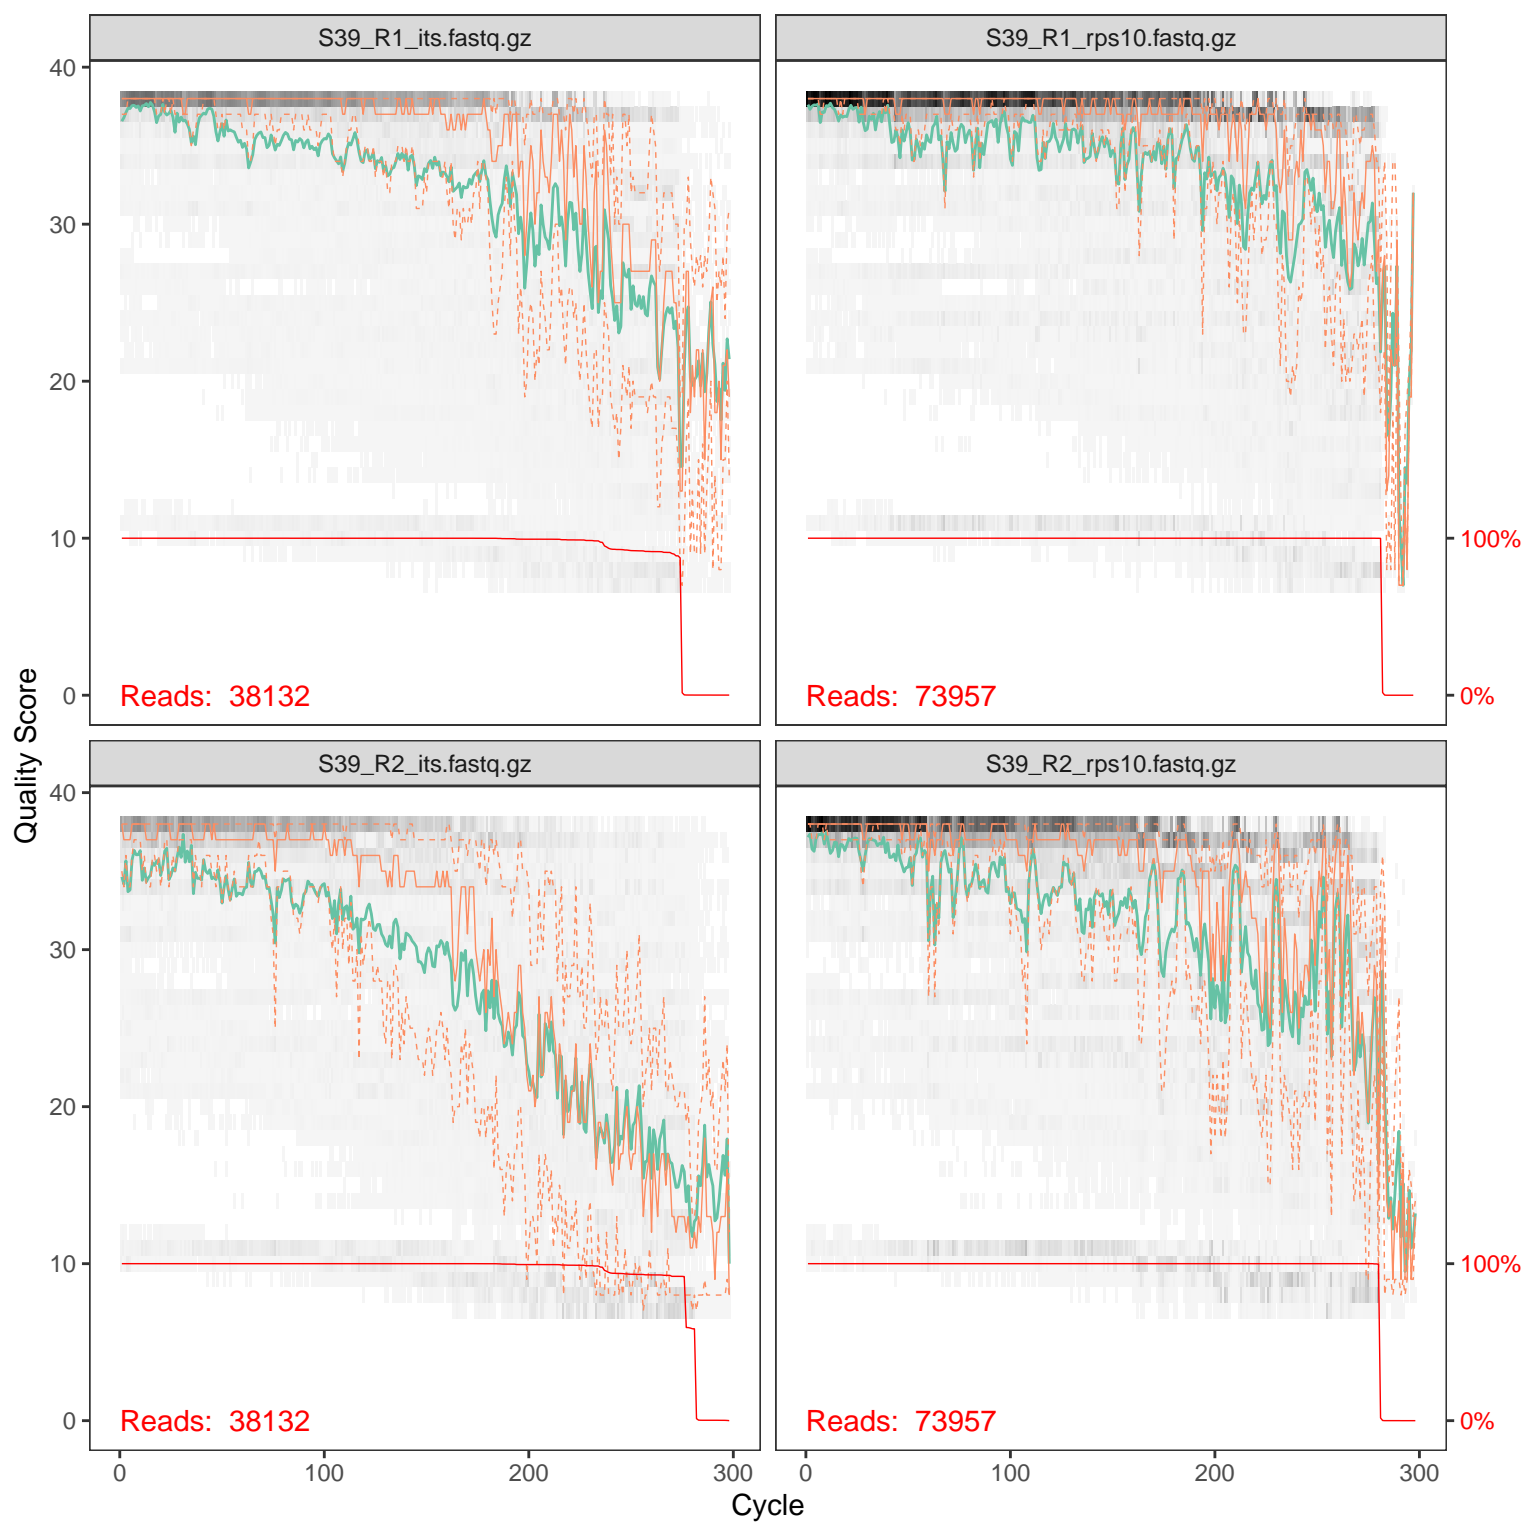 S39_R1_its.fastq.gz
S39_R1_rps10.fastq.gz
40
30
20
10
0
100%
0%
Reads: 38132
Reads: 73957
Quality Score
S39_R2_its.fastq.gz
S39_R2_rps10.fastq.gz
40
30
20
10
0
100%
0%
Reads: 38132
Reads: 73957
0 100 200 300
0 100 200 300
Cycle